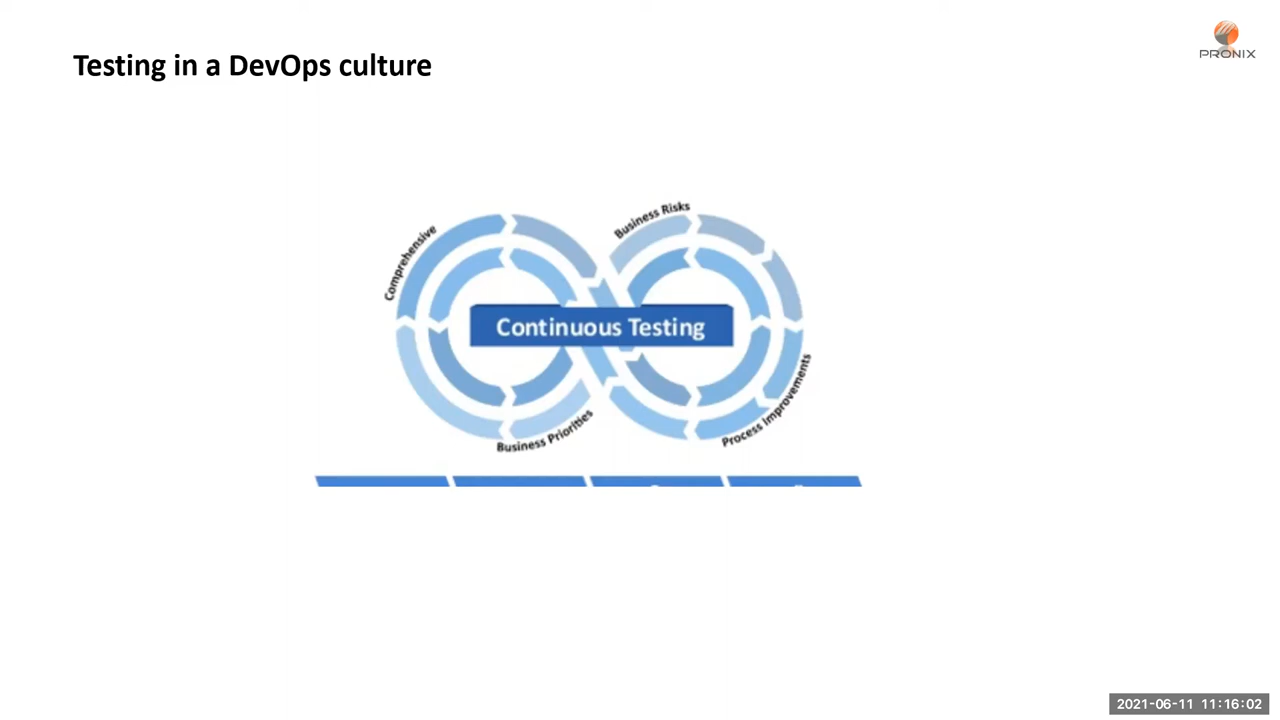 PRONIX
Testing in a DevOps culture
Comprehensive
Business Risks
Continuous Testing
Business Priorities
Process Improvements
2021-06-11 11:16:02